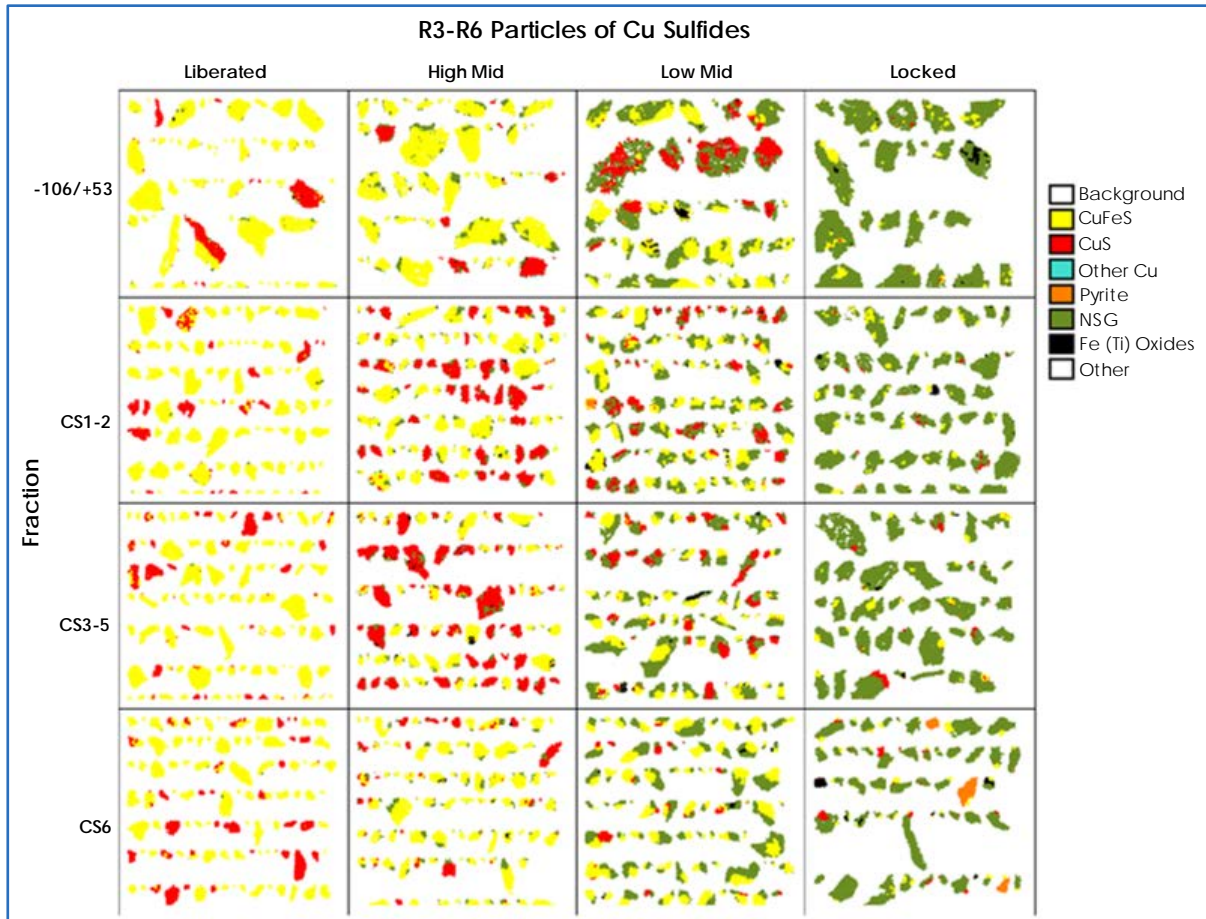 R3-R6 Particles of Cu Sulfides
Liberated High Mid Low Mid Locked
-106/+53
CS1-2
CS3-5
CS6
Fraction
Background
CuFeS
CuS
Other Cu
Pyrite
NSG
Fe (Ti) Oxides
Other